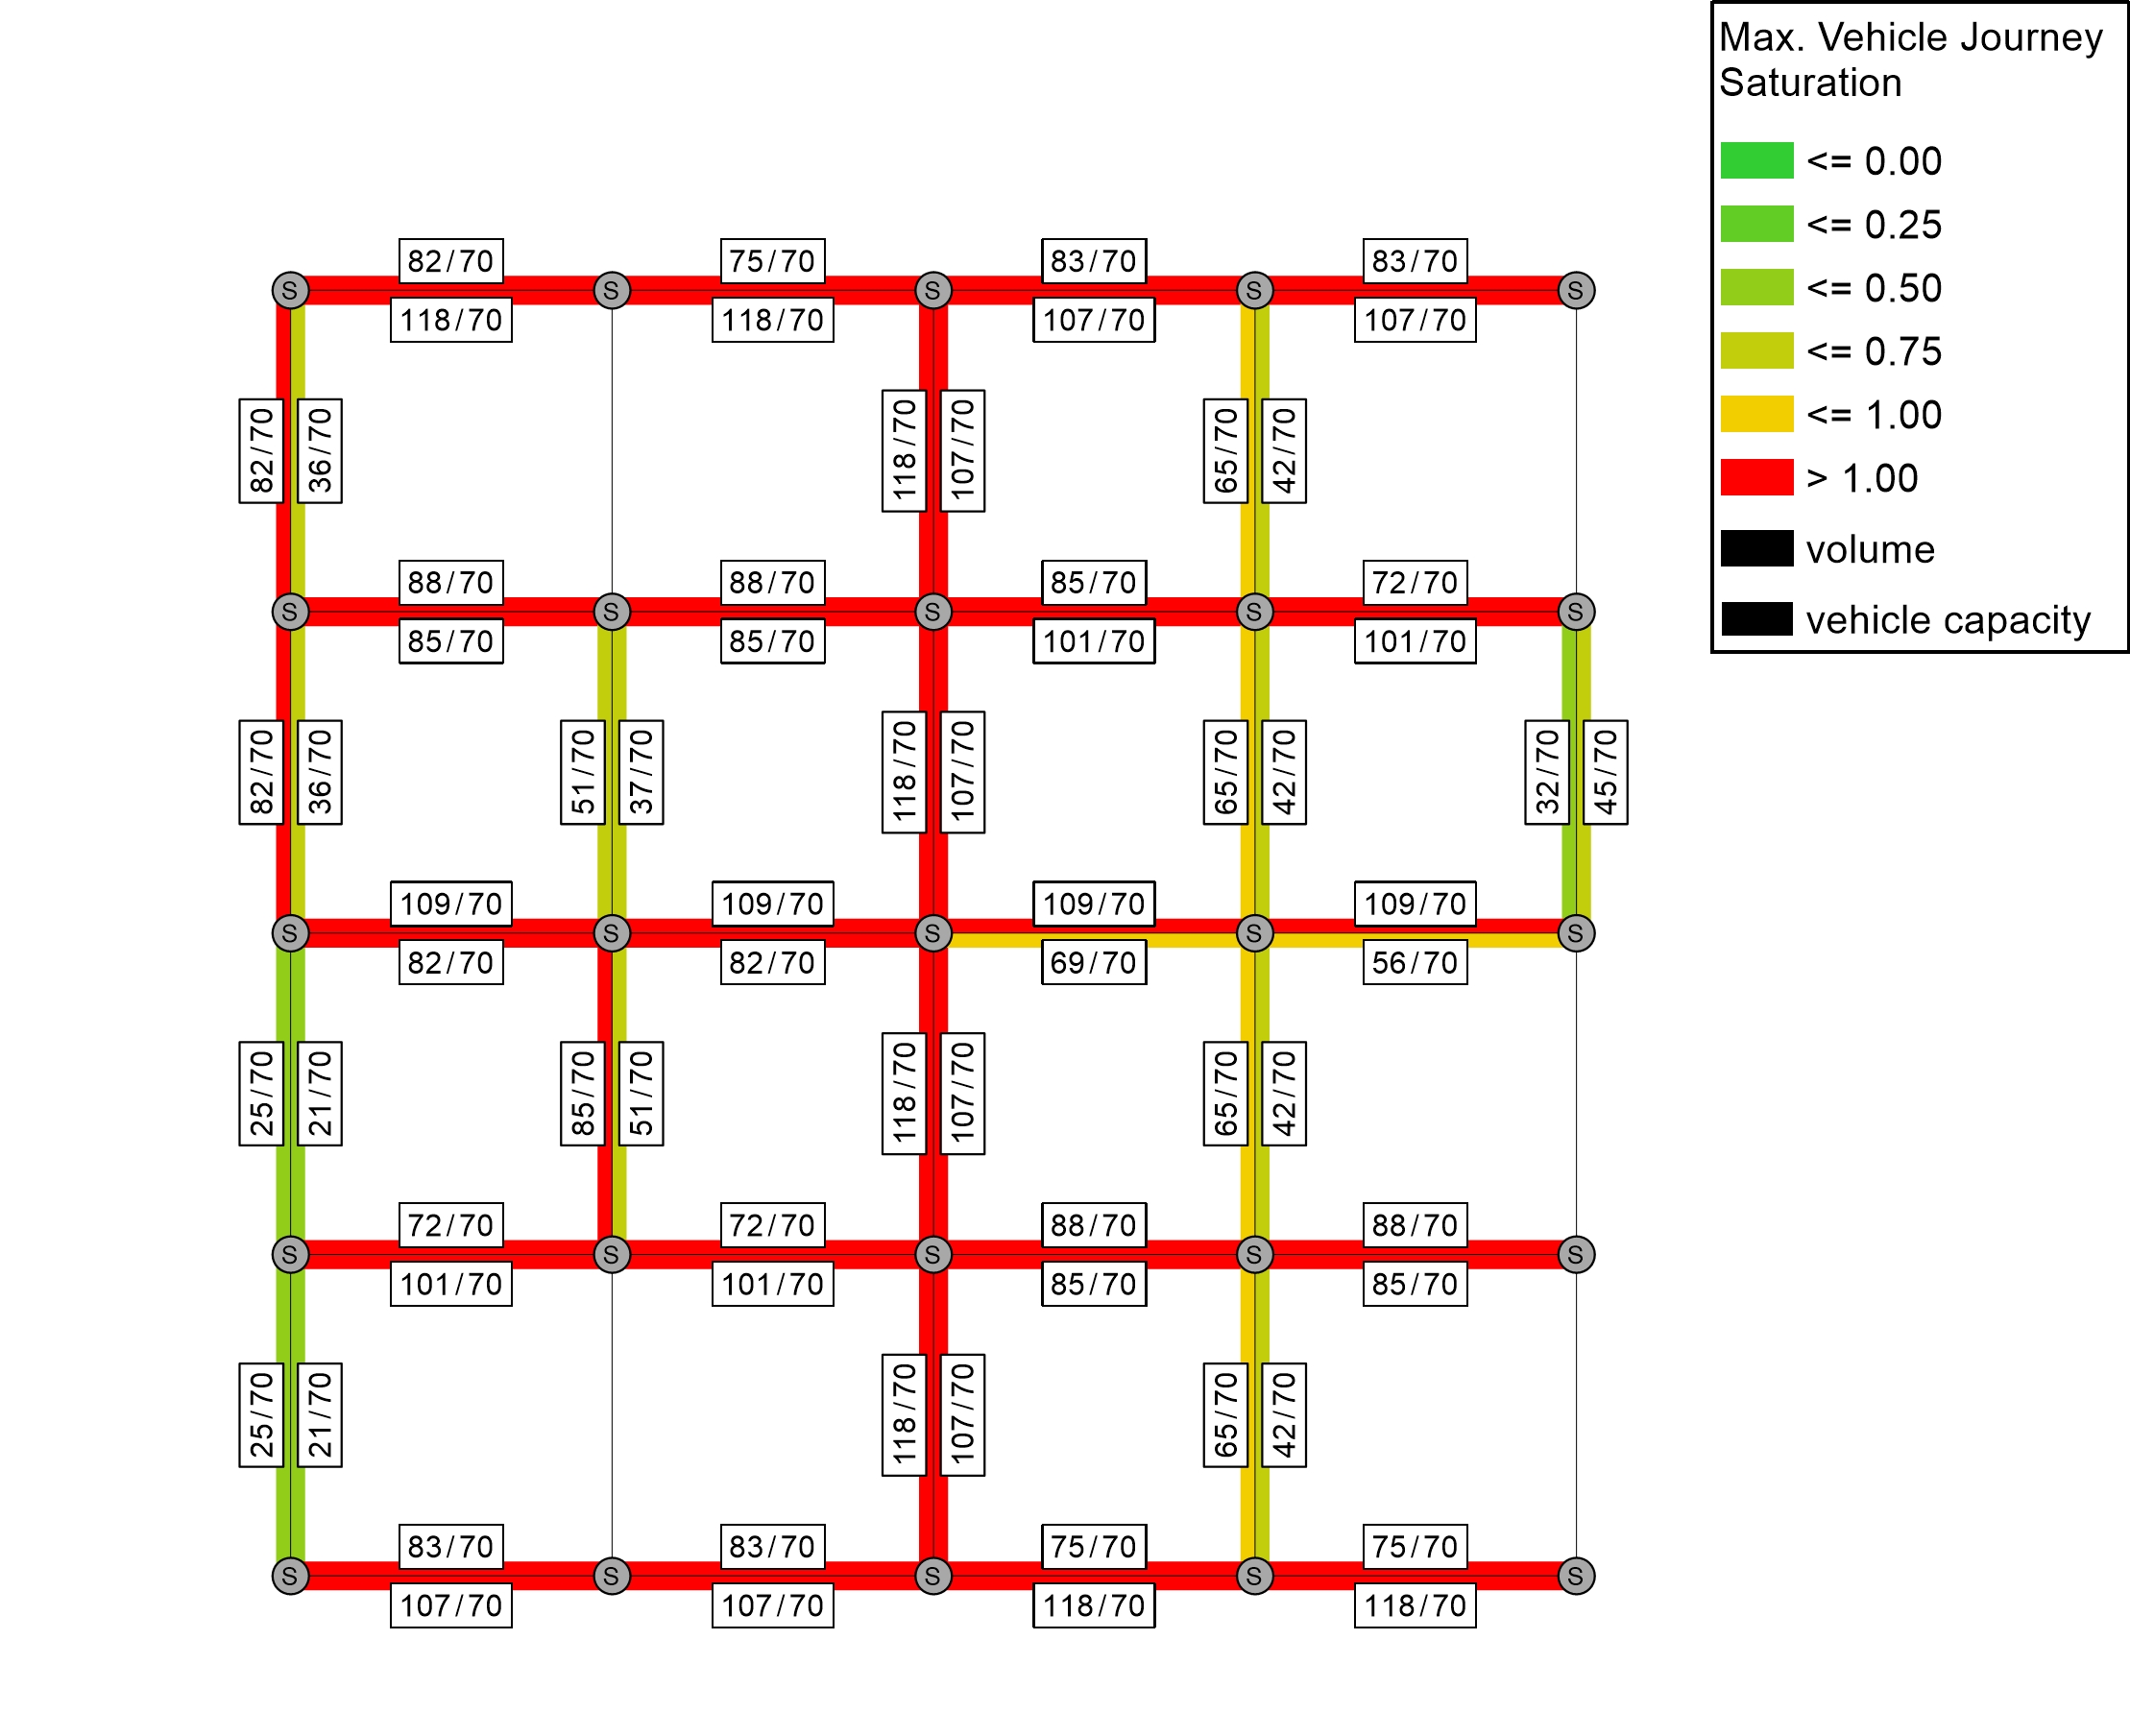 Max. Vehicle Journey
Saturation
<= 0.00
<= 0.25
<= 0.50
<= 0.75
<= 1.00
> 1.00
volume
vehicle capacity
82/70 75/70 83/70 83/70
S S S S S
118/70 118/70 107/70 107/70
82/70 36/70 118/70 107/70 65/70 42/70
88/70 88/70 85/70 72/70
S S S S S
85/70 85/70 101/70 101/70
82/70 36/70 51/70 37/70 118/70 107/70 65/70 42/70 32/70 45/70
109/70 109/70 109/70 109/70
S S S S S
82/70 82/70 69/70 56/70
25/70 21/70 85/70 51/70 118/70 107/70 65/70 42/70
72/70 72/70 88/70 88/70
S S S S S
101/70 101/70 85/70 85/70
25/70 21/70 118/70 107/70 65/70 42/70
83/70 83/70 75/70 75/70
S S S S S
107/70 107/70 118/70 118/70